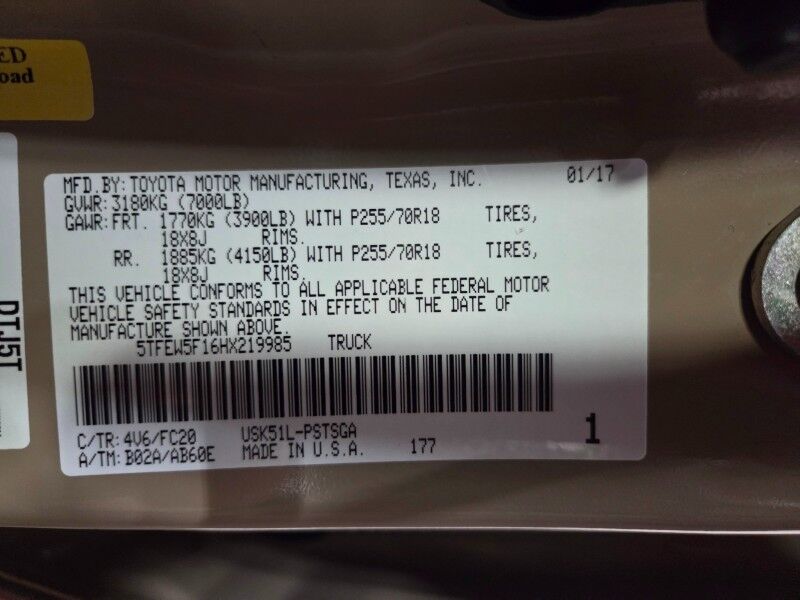 ED
oad
MFD.BY:TOYOTA MOTOR MANUFACTURING, TEXAS, INC. 01/17
GVWR:3180KG (7000LB)
GAWR:FRT. 1770KG (3900LB) WITH P255/70R18 TIRES,
18X8J RIMS.
RR. 1885KG (4150LB) WITH P255/70R18 TIRES,
18X8J RIMS.
THIS VEHICLE CONFORMS TO ALL APPLICABLE FEDERAL MOTOR
VEHICLE SAFETY STANDARDS IN EFFECT ON THE DATE OF
MANUFACTURE SHOWN ABOVE.
5TFEW5F16HX219985 TRUCK
C/TR:4V6/FC20 USK51L-PSTSGA 1
A/TM:B02A/AB60E MADE IN U.S.A. 177